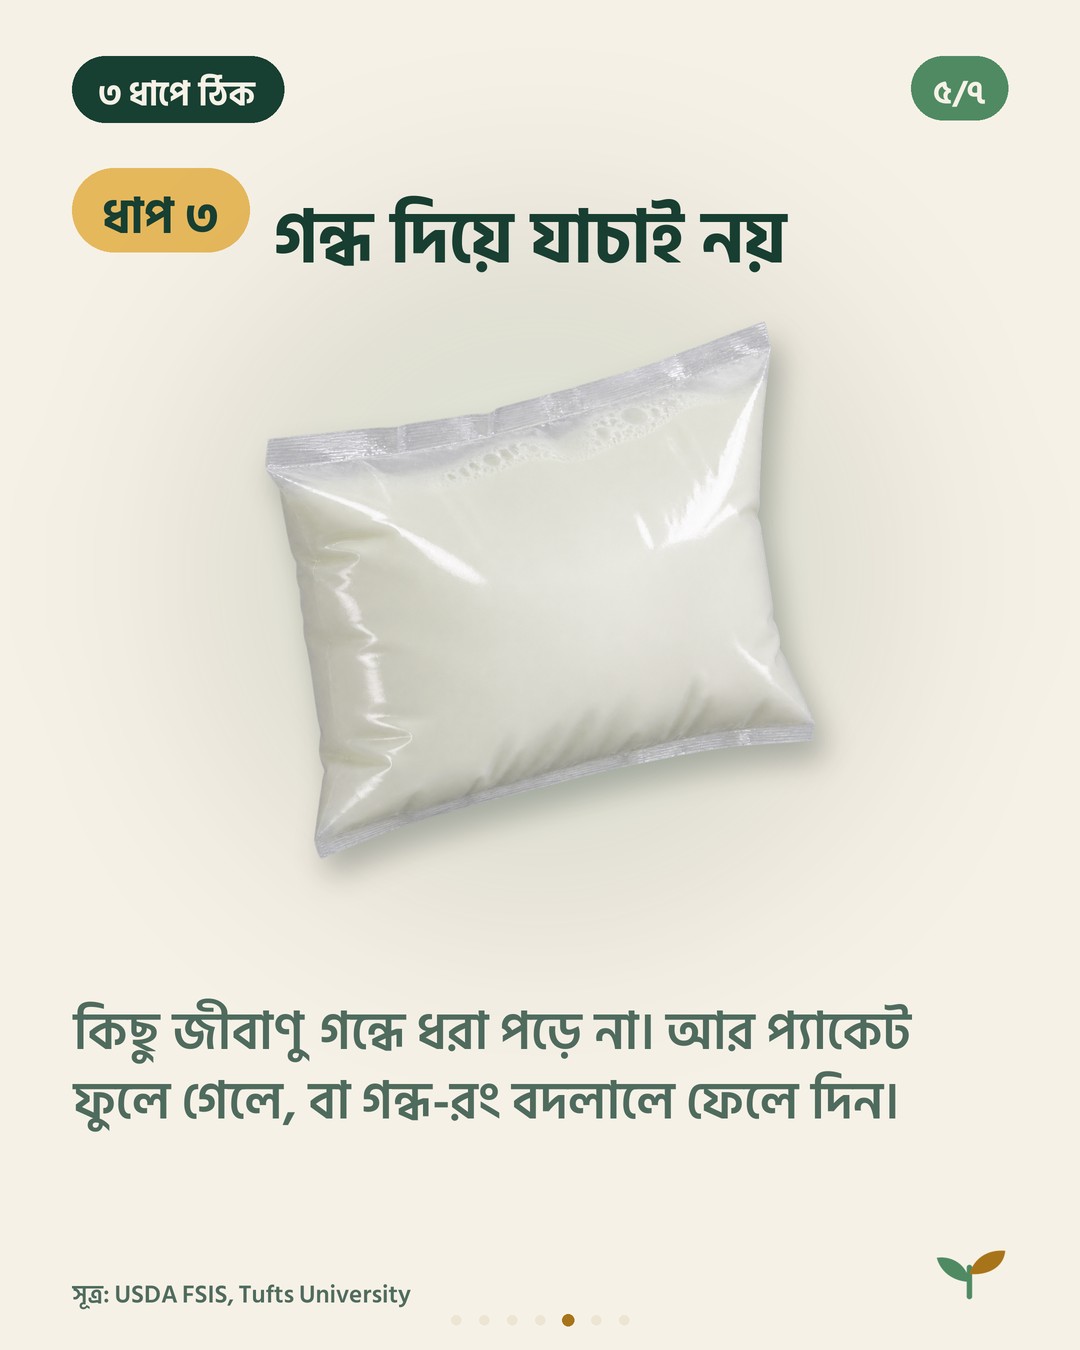 ৩ ধাপে ঠিক
৫/৭
ধাপ ৩
গন্ধ দিয়ে যাচাই নয়
কিছু জীবাণু গন্ধে ধরা পড়ে না। আর প্যাকেট
ফুলে গেলে, বা গন্ধ-রং বদলালে ফেলে দিন।
সূত্র: USDA FSIS, Tufts University